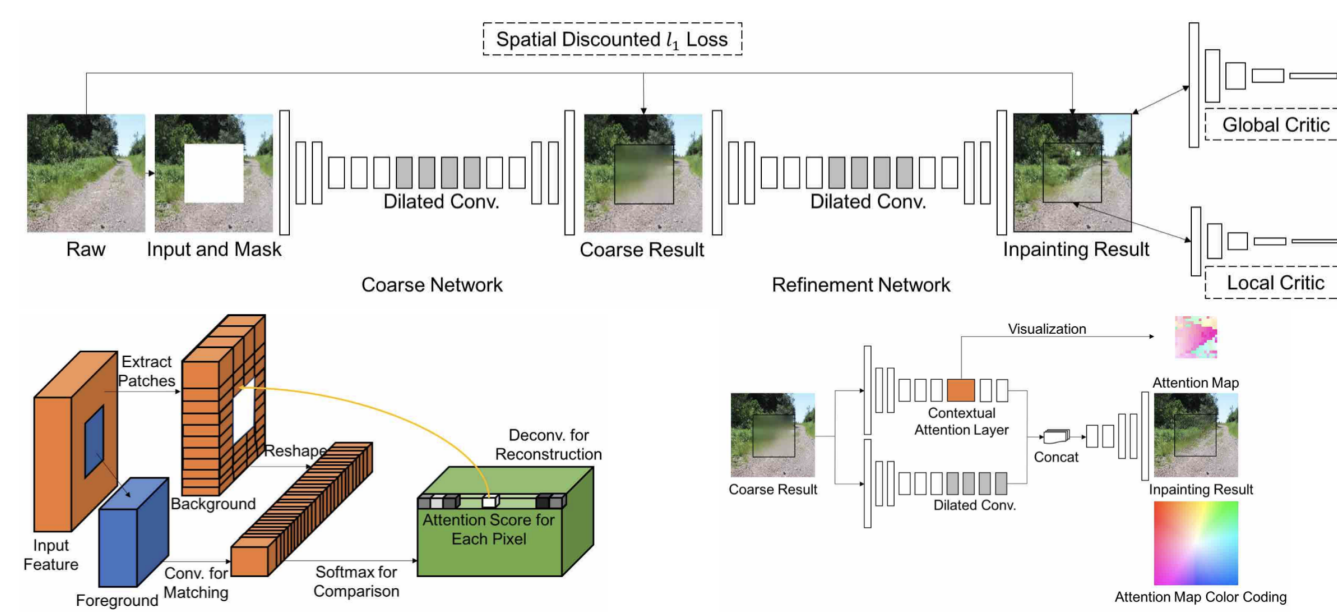 Spatial Discounted l₁ Loss
Raw
Input and Mask
Dilated Conv.
Coarse Result
Dilated Conv.
Inpainting Result
Global Critic
Local Critic
Coarse Network
Refinement Network
Extract
Patches
Reshape
Background
Input
Feature
Foreground
Conv. for
Matching
Softmax for
Comparison
Deconv. for
Reconstruction
Attention Score for
Each Pixel
Visualization
Attention Map
Coarse Result
Contextual
Attention Layer
Dilated Conv.
Concat
Inpainting Result
Attention Map Color Coding